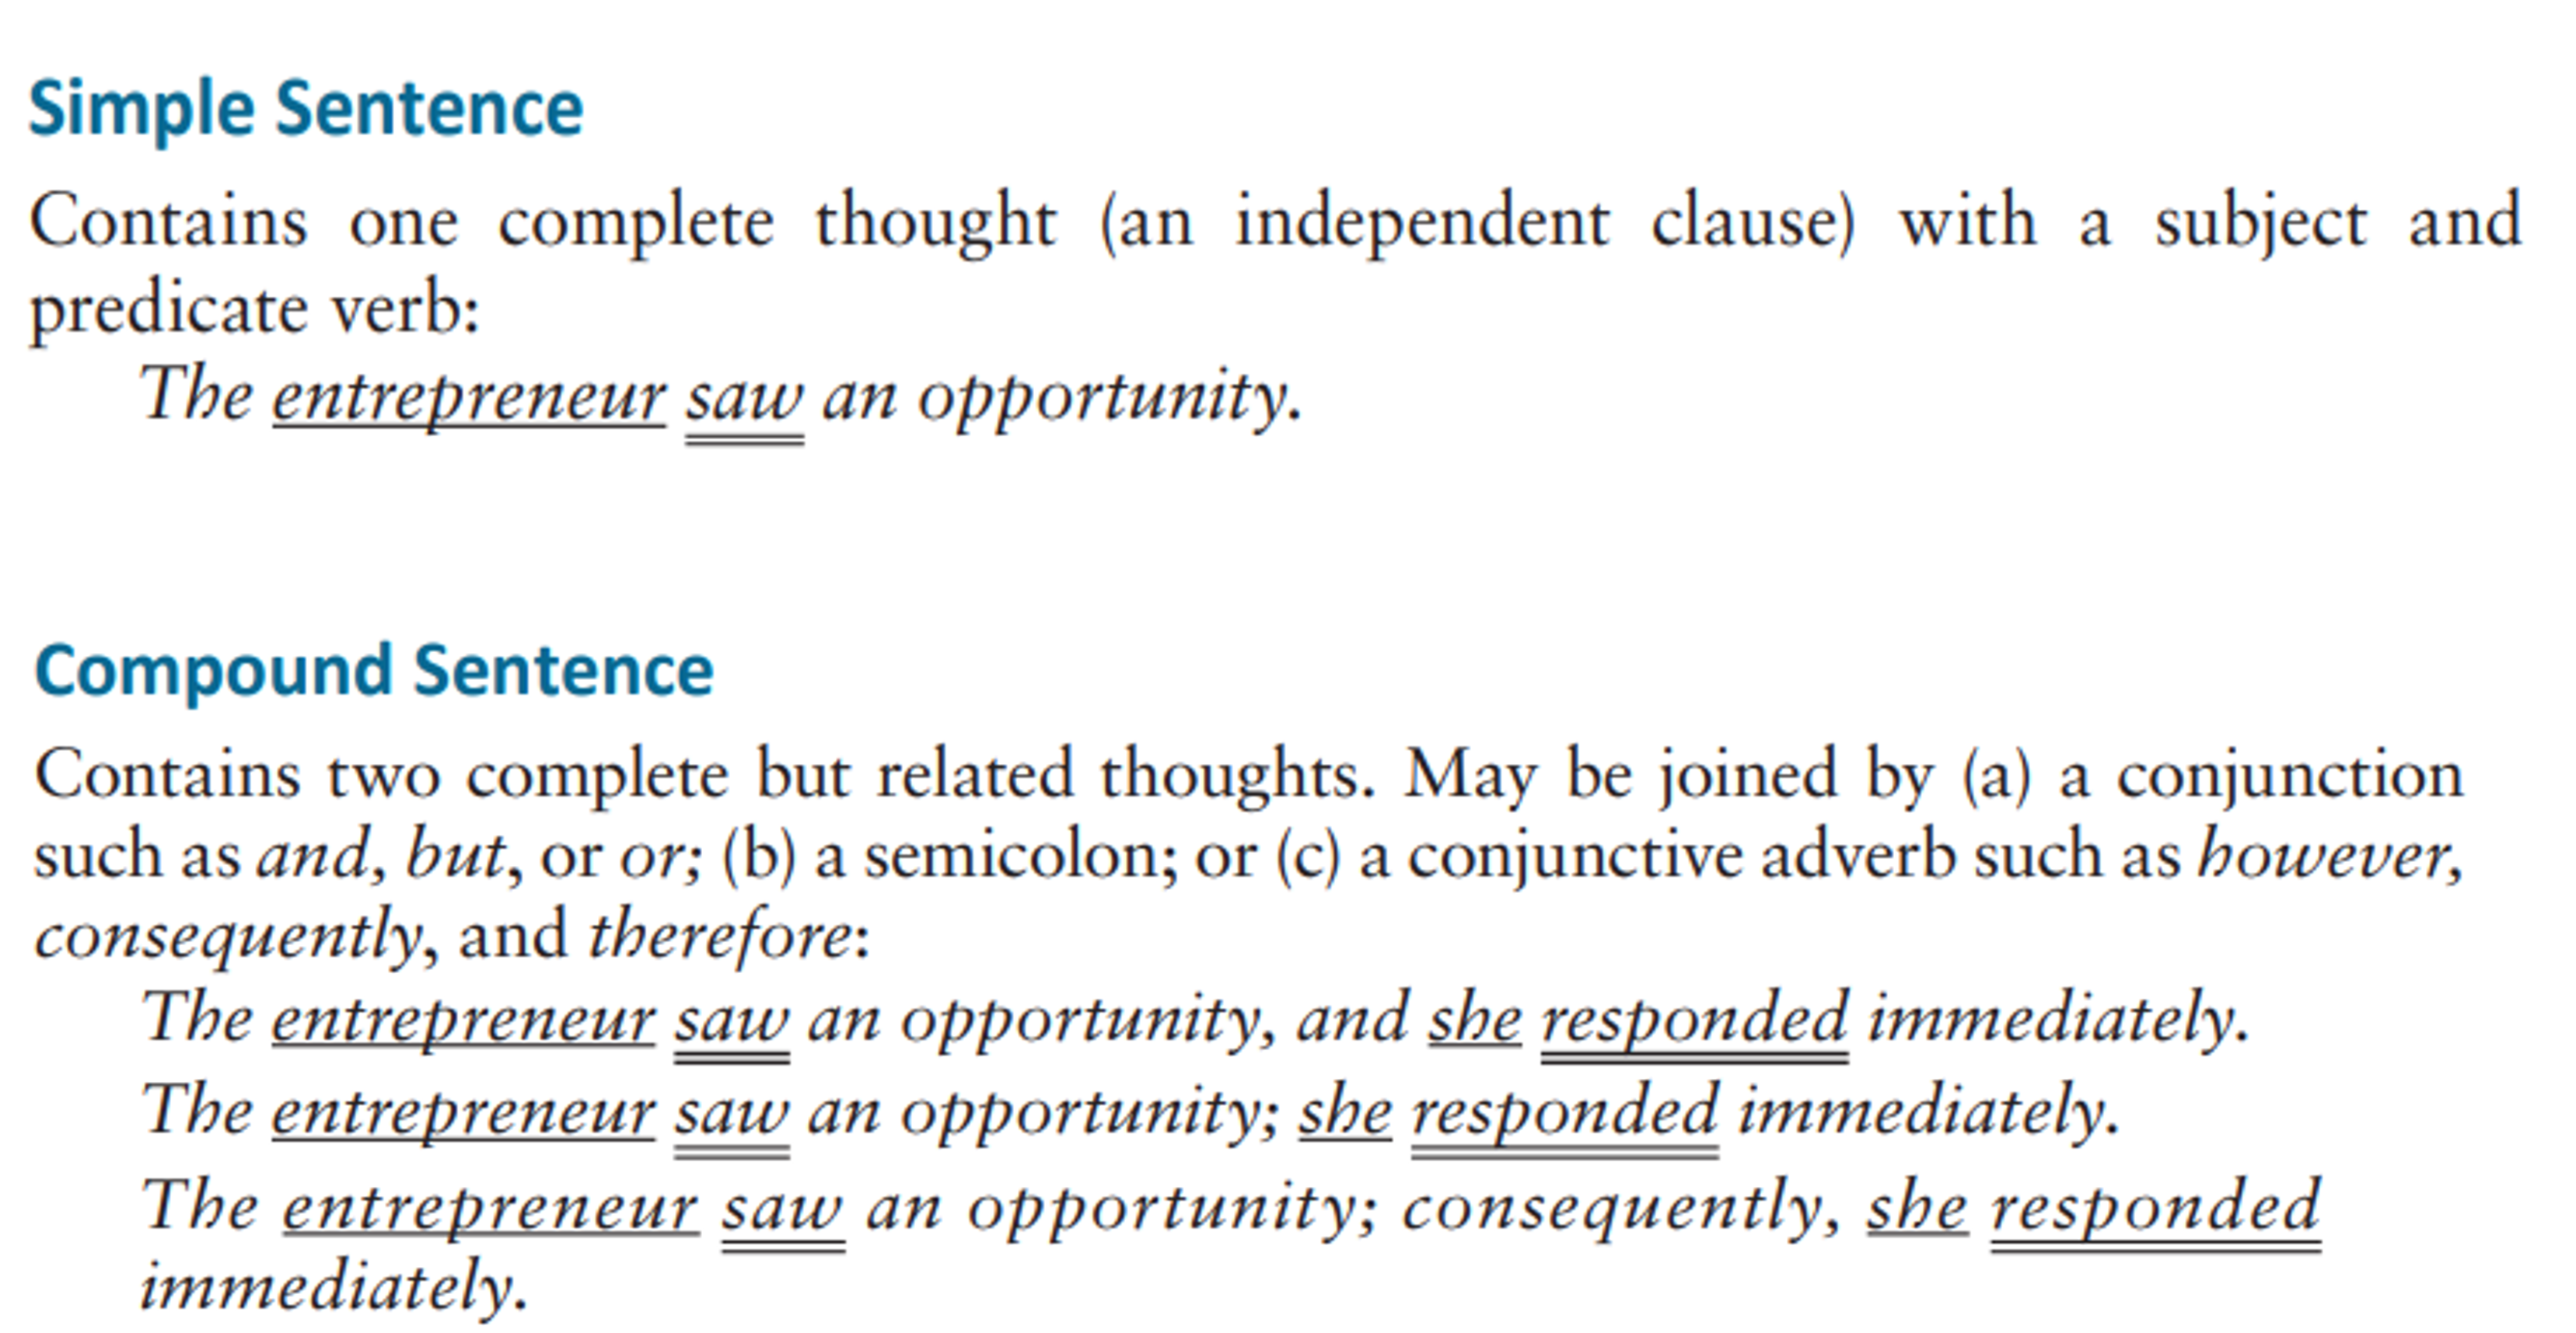 Simple Sentence
Contains one complete thought (an independent clause) with a subject and
predicate verb:
The entrepreneur saw an opportunity.
Compound Sentence
Contains two complete but related thoughts. May be joined by (a) a conjunction
such as and, but, or or; (b) a semicolon; or (c) a conjunctive adverb such as however,
consequently, and therefore:
The entrepreneur saw an opportunity, and she responded immediately.
The entrepreneur saw an opportunity; she responded immediately.
The entrepreneur saw an opportunity; consequently, she responded
immediately.